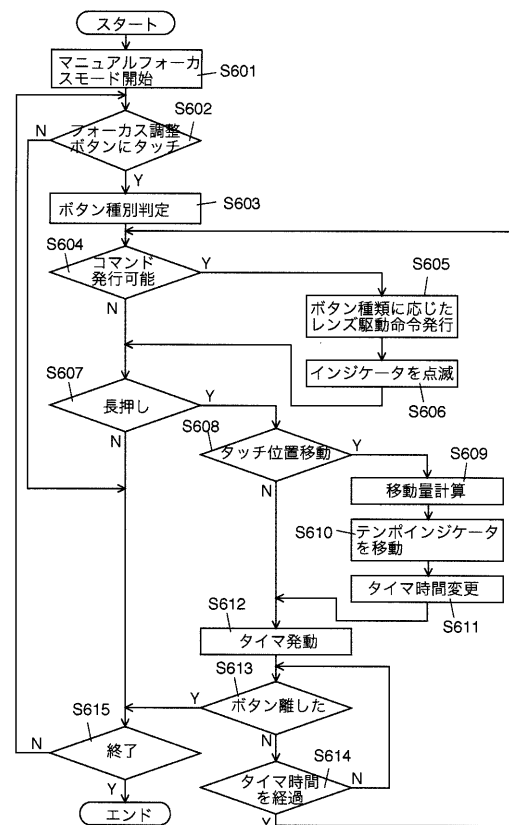 スタート
マニュアルフォーカ
スモード開始
S601
S602
N
フォーカス調整
ボタンにタッチ
Y
ボタン種別判定
S603
S604
コマンド
発行可能
Y
N
S605
ボタン種類に応じた
レンズ駆動命令発行
インジケータを点滅
S606
S607
長押し
Y
N
S608
タッチ位置移動
Y
N
S609
移動量計算
S610
テンポインジケータ
を移動
タイマ時間変更
S611
S612
タイマ発動
S613
ボタン離した
Y
N
S614
タイマ時間
を経過
N
Y
S615
終了
N
Y
エンド